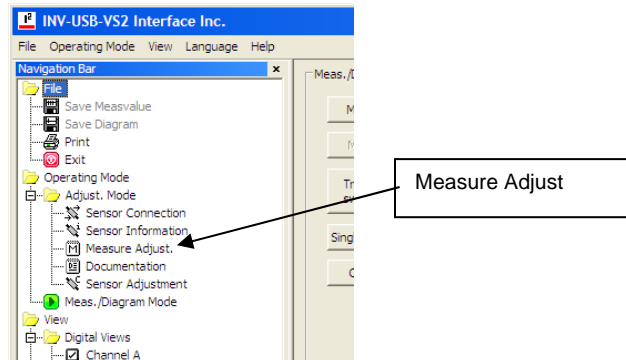 INV-USB-VS2 Interface Inc.
File Operating Mode View Language Help
Navigation Bar
File
Save Measvalue
Save Diagram
Print
Exit
Operating Mode
Adjust. Mode
Sensor Connection
Sensor Information
Measure Adjust.
Documentation
Sensor Adjustment
Meas./Diagram Mode
View
Digital Views
Channel A
Meas./D
M
M
Tr
sv
Sing
C
Measure Adjust